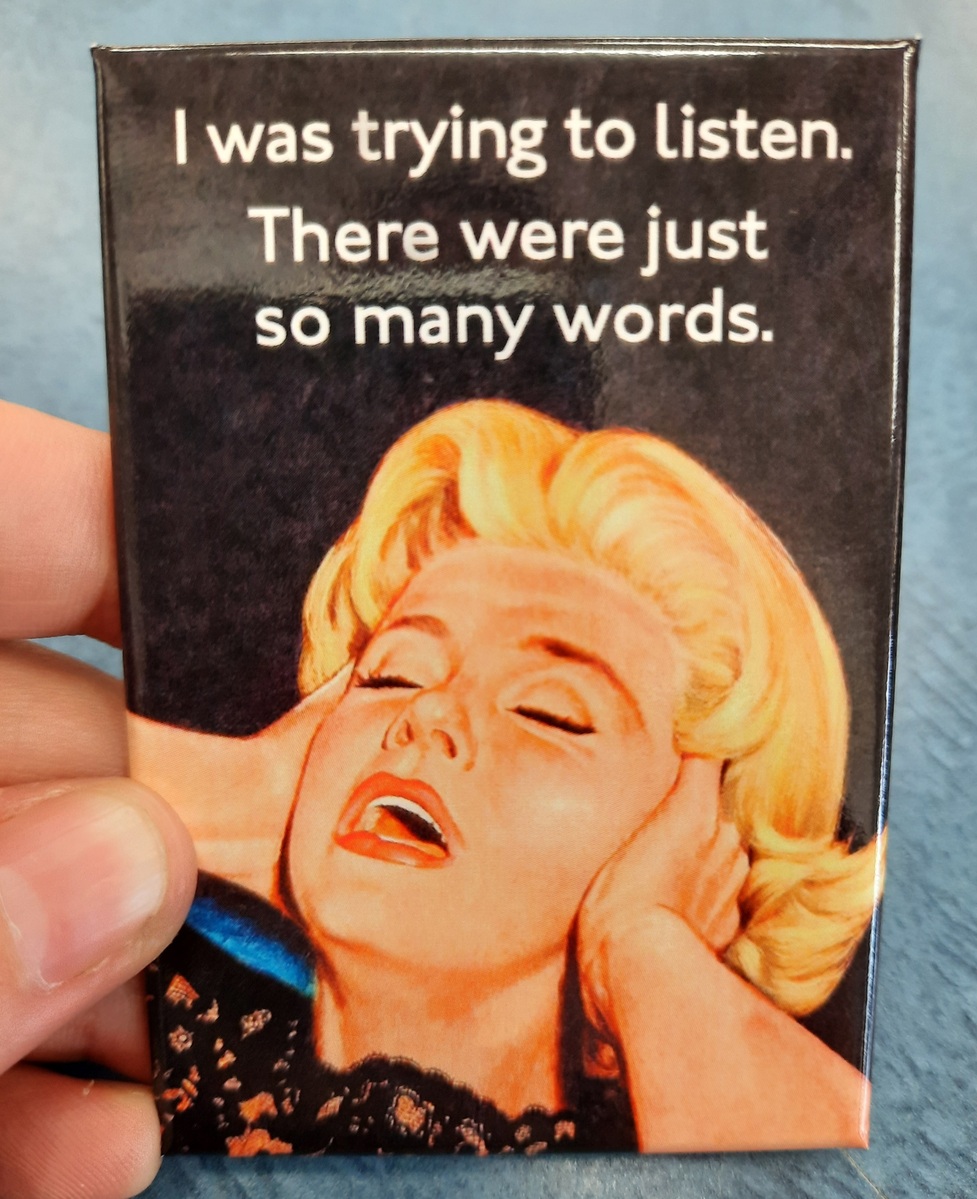 I was trying to listen.
There were just
so many words.